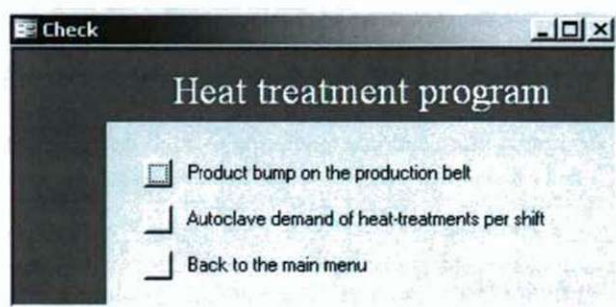 Check
Heat treatment program
Product bump on the production belt
Autoclave demand of heat-treatments per shift
Back to the main menu